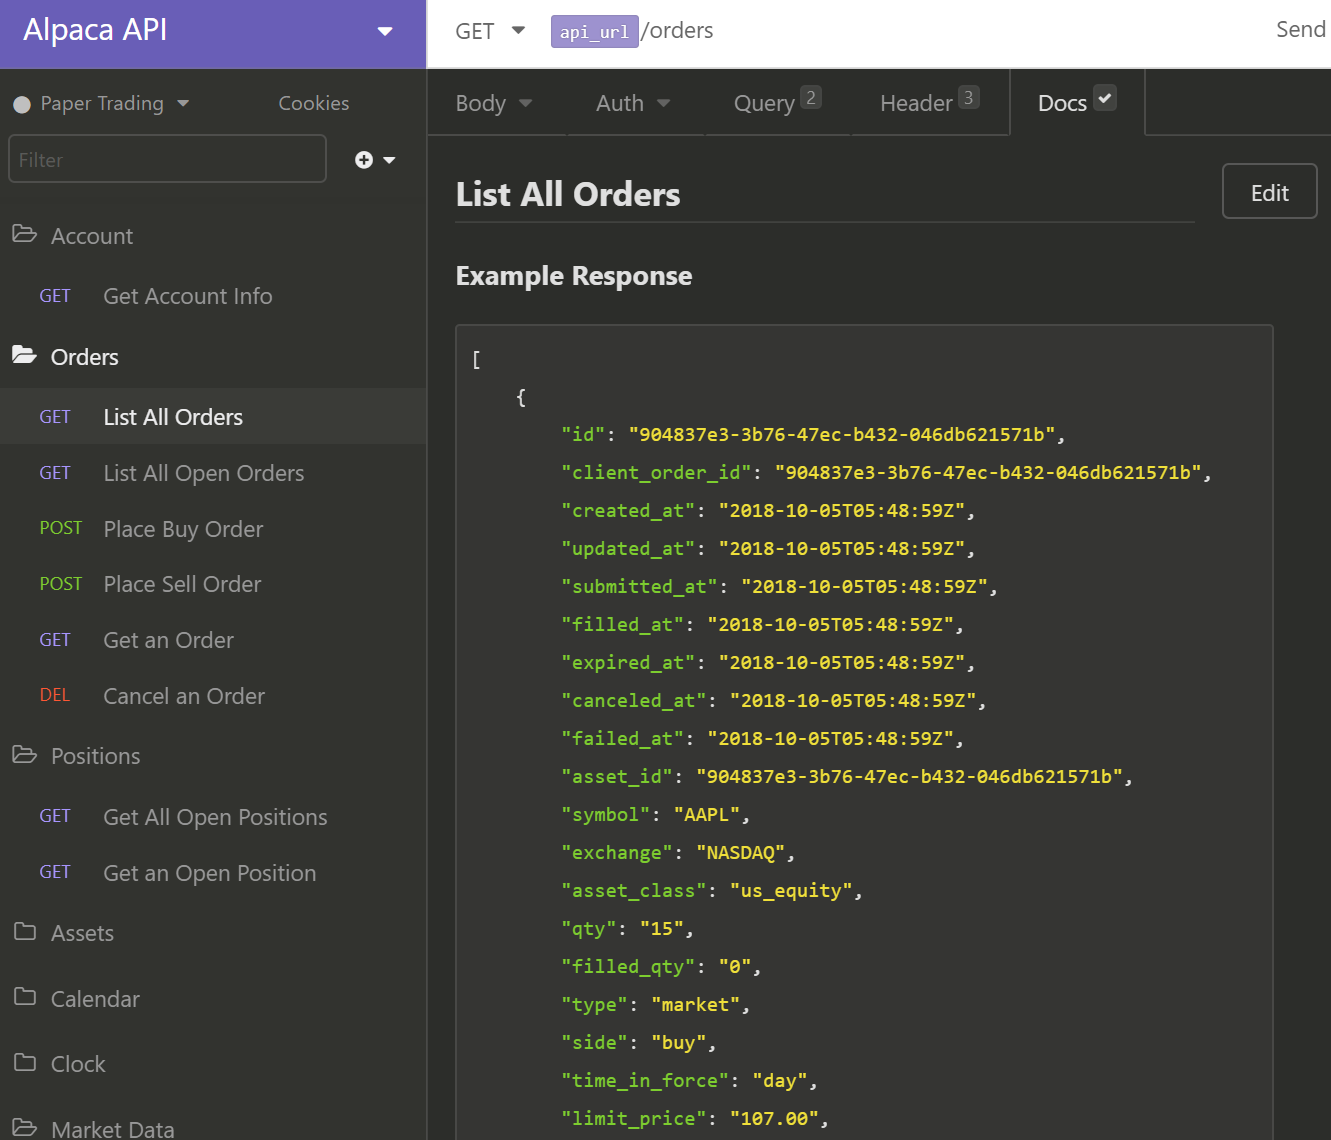 Alpaca API
Paper Trading
Cookies
Filter
Account
GET Get Account Info
Orders
GET List All Orders
GET List All Open Orders
POST Place Buy Order
POST Place Sell Order
GET Get an Order
DEL Cancel an Order
Positions
GET Get All Open Positions
GET Get an Open Position
Assets
Calendar
Clock
Market Data
GET api_url/orders Send
Body Auth Query 2 Header 3 Docs
List All Orders
Edit
Example Response
[
{
"id": "904837e3-3b76-47ec-b432-046db621571b",
"client_order_id": "904837e3-3b76-47ec-b432-046db621571b",
"created_at": "2018-10-05T05:48:59Z",
"updated_at": "2018-10-05T05:48:59Z",
"submitted_at": "2018-10-05T05:48:59Z",
"filled_at": "2018-10-05T05:48:59Z",
"expired_at": "2018-10-05T05:48:59Z",
"canceled_at": "2018-10-05T05:48:59Z",
"failed_at": "2018-10-05T05:48:59Z",
"asset_id": "904837e3-3b76-47ec-b432-046db621571b",
"symbol": "AAPL",
"exchange": "NASDAQ",
"asset_class": "us_equity",
"qty": "15",
"filled_qty": "0",
"type": "market",
"side": "buy",
"time_in_force": "day",
"limit_price": "107.00",